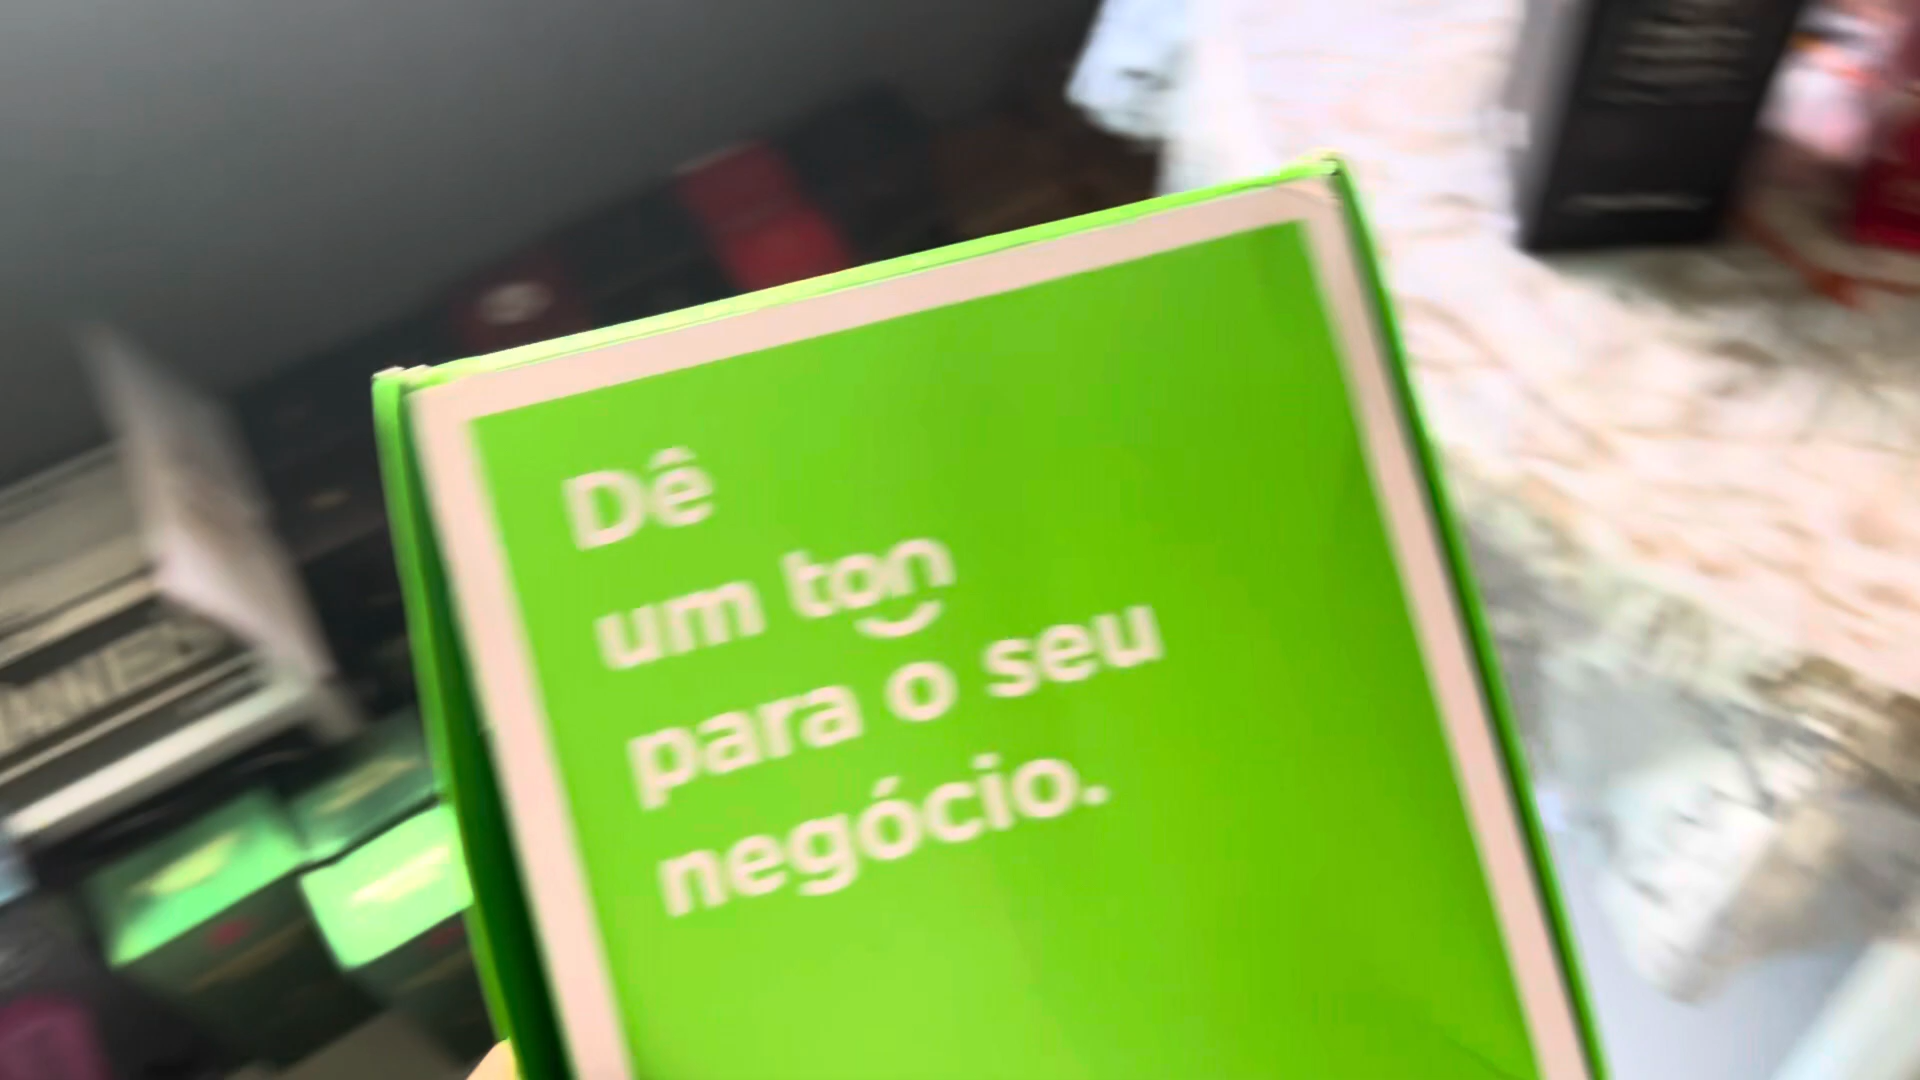 Dê
um ton
para o seu
negócio.